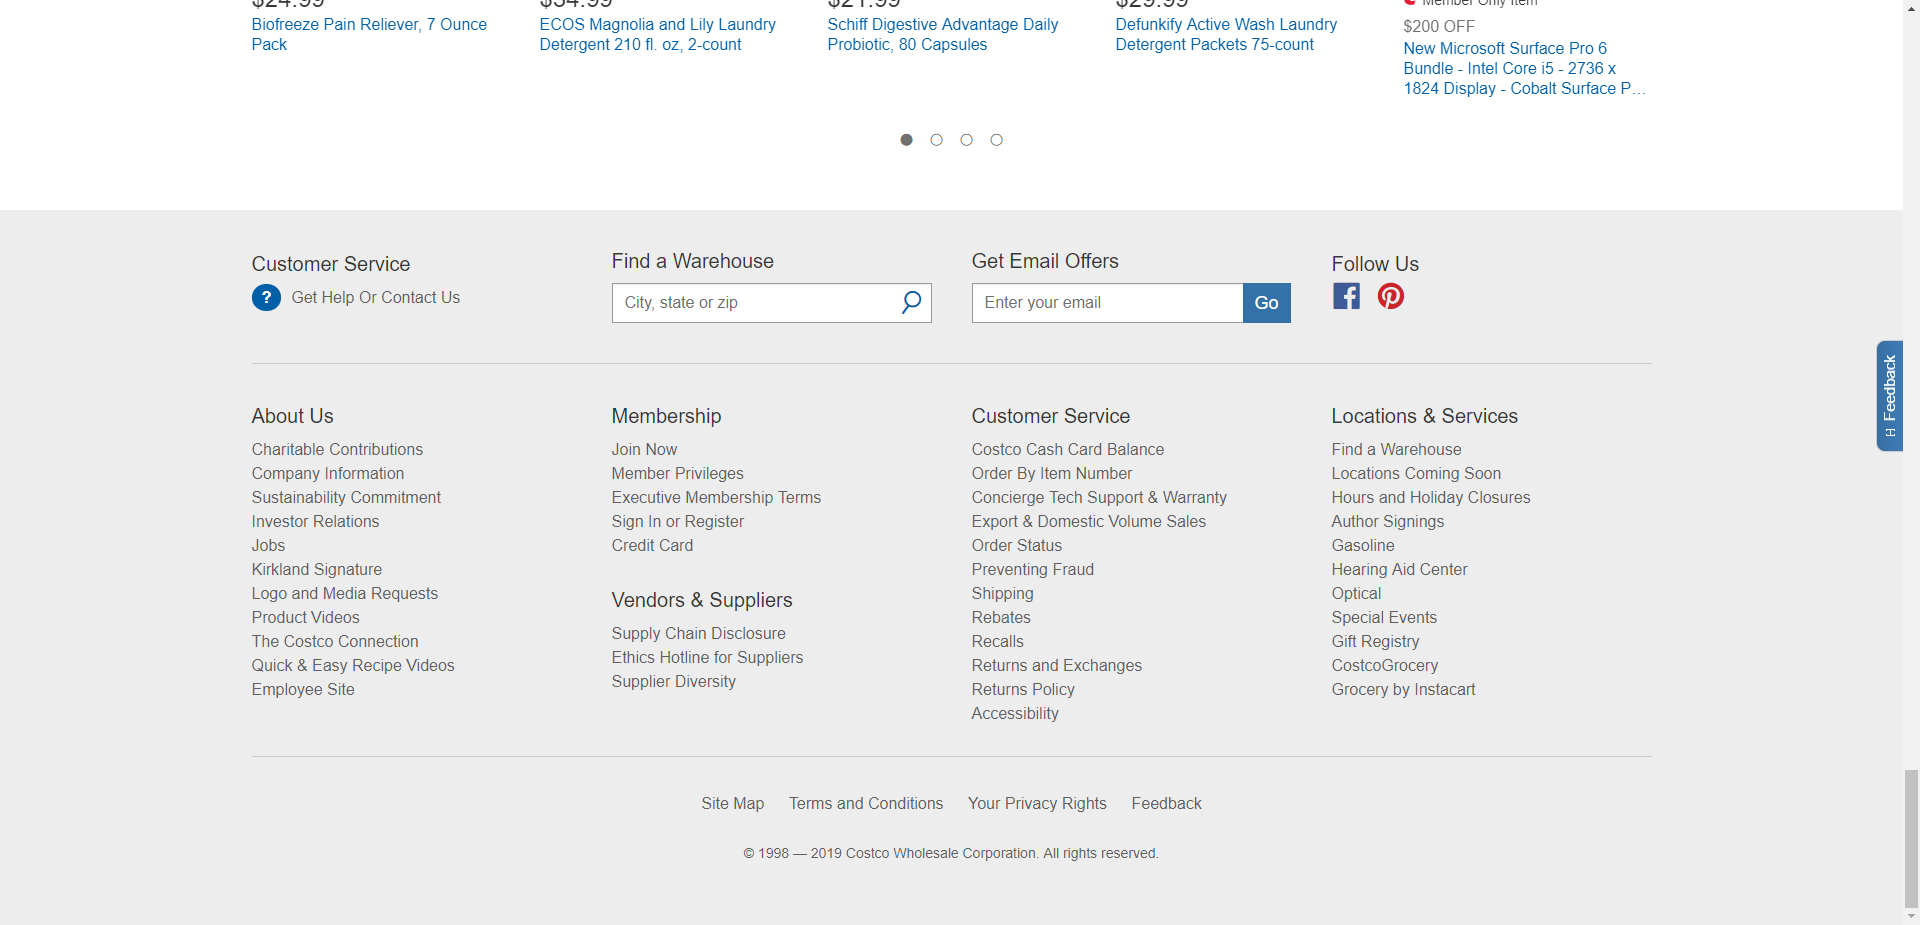 $24.99
Biofreeze Pain Reliever, 7 Ounce
Pack
$34.99
ECOS Magnolia and Lily Laundry
Detergent 210 fl. oz, 2-count
$21.99
Schiff Digestive Advantage Daily
Probiotic, 80 Capsules
$29.99
Defunkify Active Wash Laundry
Detergent Packets 75-count
Member Only Item
$200 OFF
New Microsoft Surface Pro 6
Bundle - Intel Core i5 - 2736 x
1824 Display - Cobalt Surface P...
Customer Service
? Get Help Or Contact Us
Find a Warehouse
City, state or zip
Get Email Offers
Enter your email Go
Follow Us
Feedback
About Us
Charitable Contributions
Company Information
Sustainability Commitment
Investor Relations
Jobs
Kirkland Signature
Logo and Media Requests
Product Videos
The Costco Connection
Quick & Easy Recipe Videos
Employee Site
Membership
Join Now
Member Privileges
Executive Membership Terms
Sign In or Register
Credit Card
Vendors & Suppliers
Supply Chain Disclosure
Ethics Hotline for Suppliers
Supplier Diversity
Customer Service
Costco Cash Card Balance
Order By Item Number
Concierge Tech Support & Warranty
Export & Domestic Volume Sales
Order Status
Preventing Fraud
Shipping
Rebates
Recalls
Returns and Exchanges
Returns Policy
Accessibility
Locations & Services
Find a Warehouse
Locations Coming Soon
Hours and Holiday Closures
Author Signings
Gasoline
Hearing Aid Center
Optical
Special Events
Gift Registry
CostcoGrocery
Grocery by Instacart
Site Map Terms and Conditions Your Privacy Rights Feedback
© 1998 — 2019 Costco Wholesale Corporation. All rights reserved.